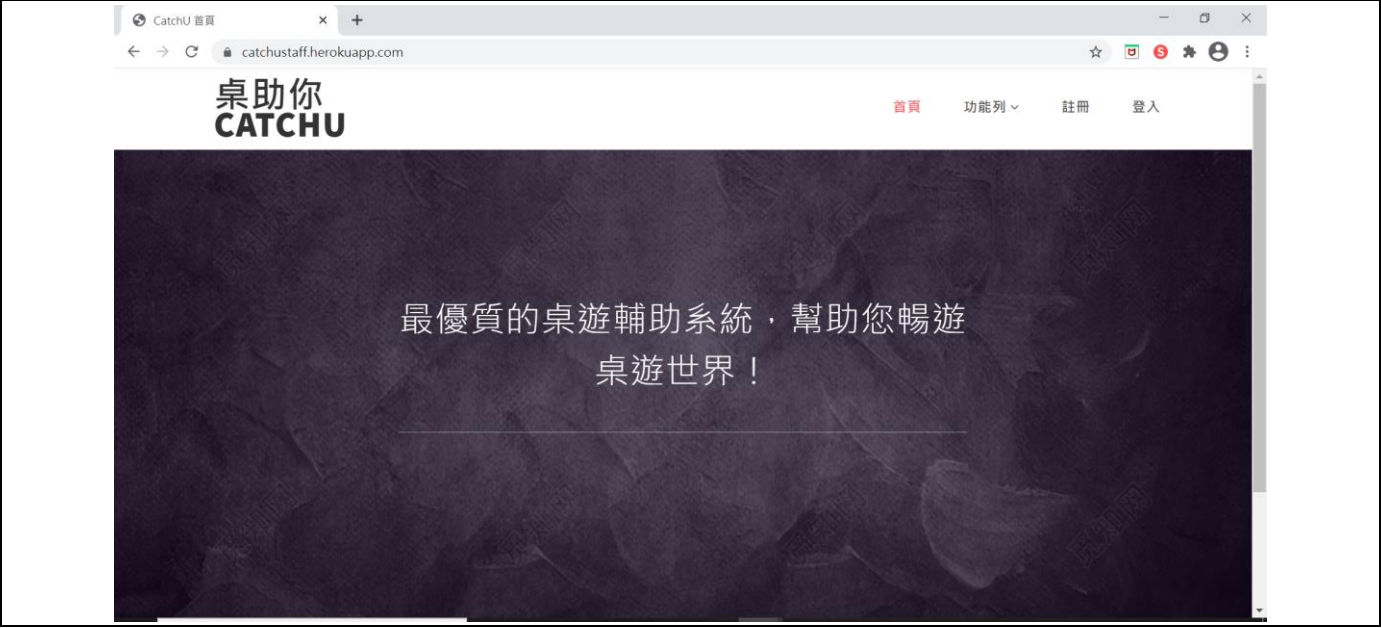 CatchU 首頁
catchustaff.herokuapp.com
桌助你
CATCHU
首頁 功能列 註冊 登入
最優質的桌遊輔助系統，幫助您暢遊
桌遊世界！